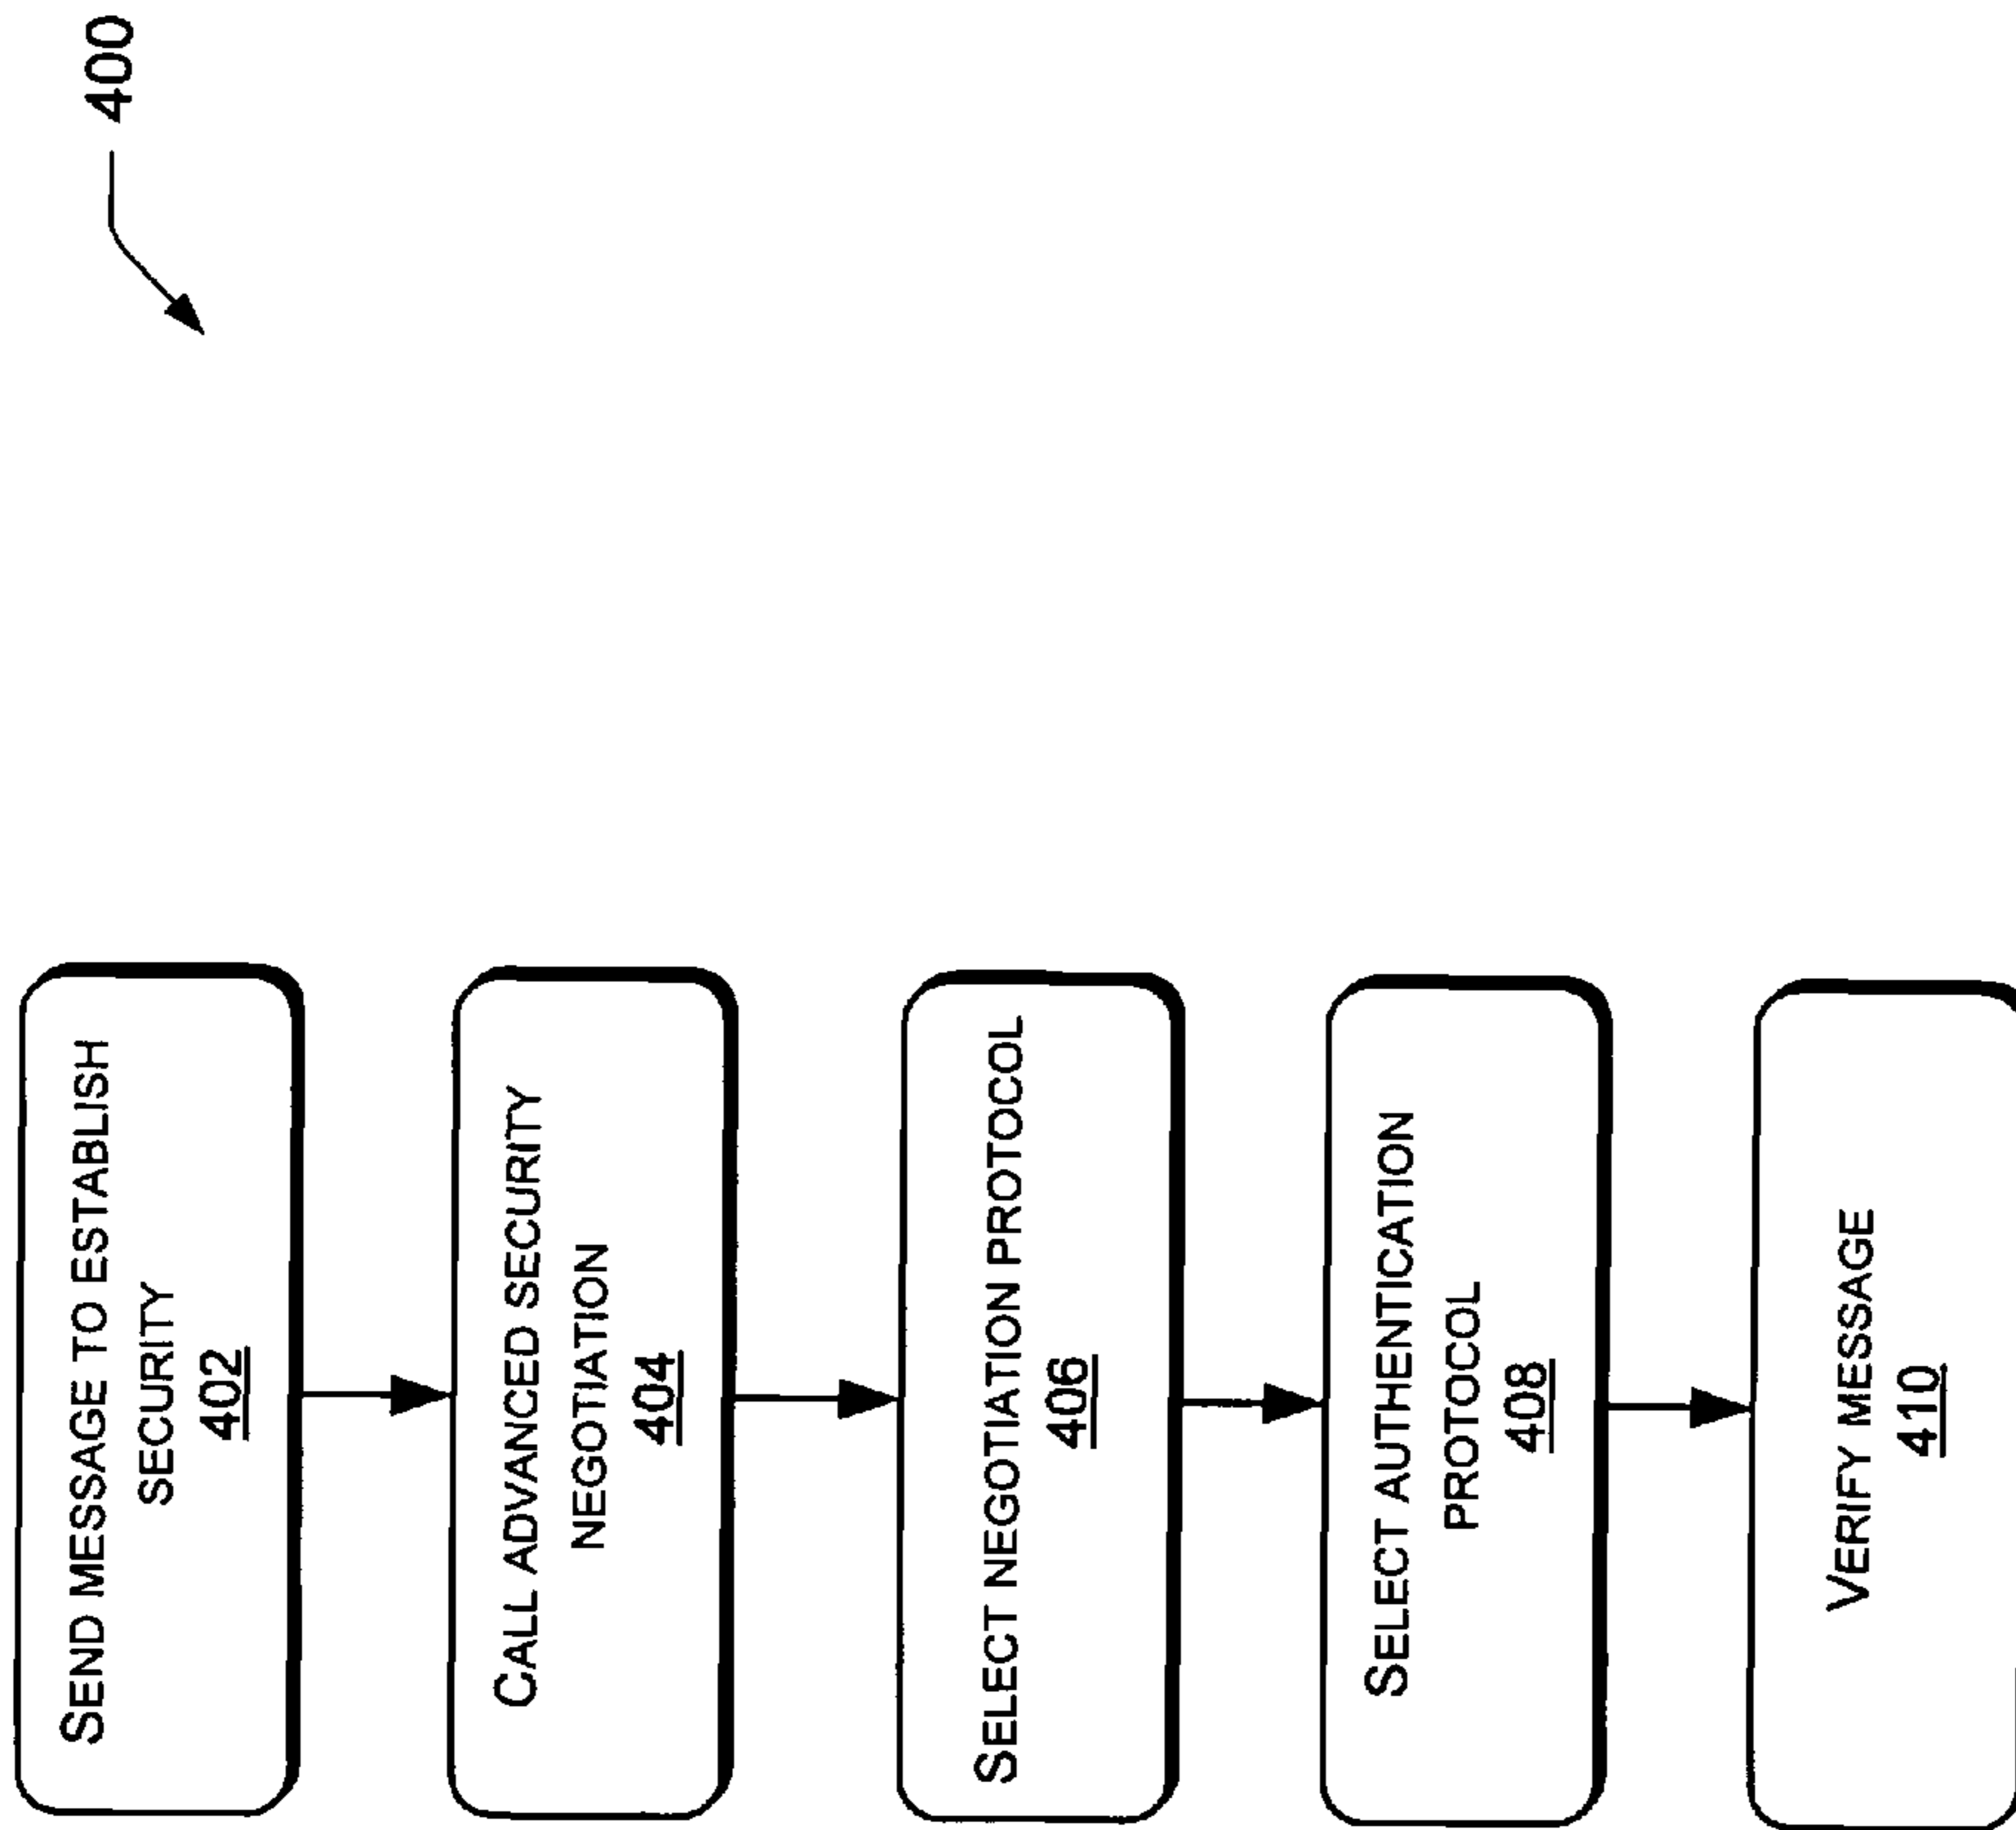 400
SEND MESSAGE TO ESTABLISH
SECURITY
402
CALL ADVANCED SECURITY
NEGOTIATION
404
SELECT NEGOTIATION PROTOCOL
406
SELECT AUTHENTICATION
PROTOCOL
408
VERIFY MESSAGE
410